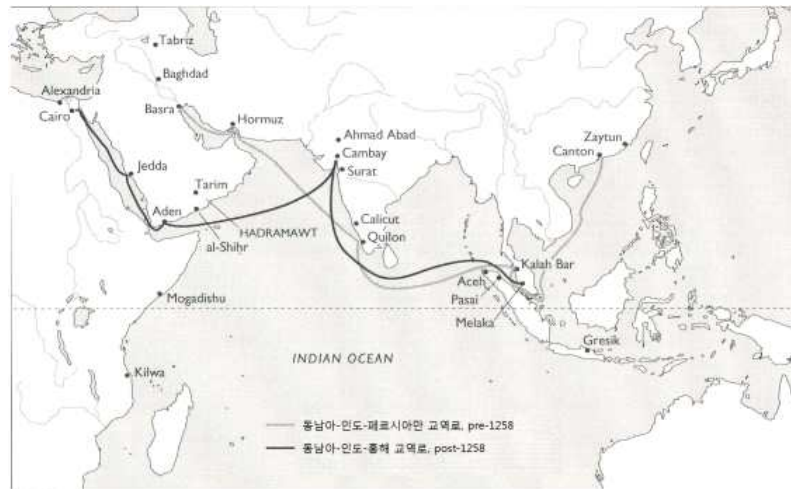 Tabriz
Baghdad
Alexandria
Cairo
Basra
Hormuz
Ahmad Abad
Cambay
Surat
Zaytun
Canton
Jedda
Tarim
Aden
HADRAMAWT
al-Shihr
Calicut
Quilon
Kalah Bar
Aceh
Pasai
Melaka
Mogadishu
Gresik
INDIAN OCEAN
Kilwa
동남아-인도-페르시아만 교역로, pre-1258
동남아-인도-홍해 교역로, post-1258